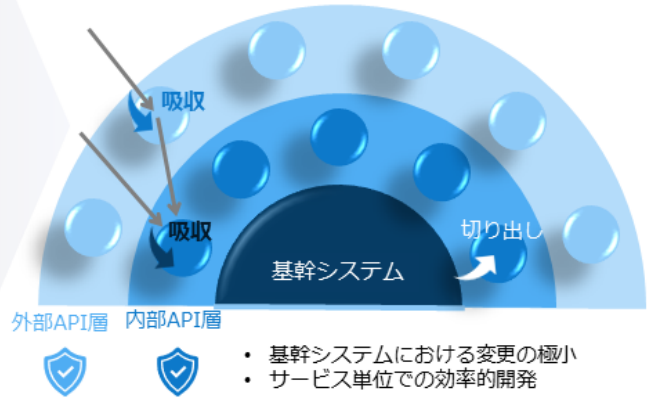 吸収
吸収
切り出し
基幹システム
外部API層
内部API層
• 基幹システムにおける変更の極小
• サービス単位での効率的開発